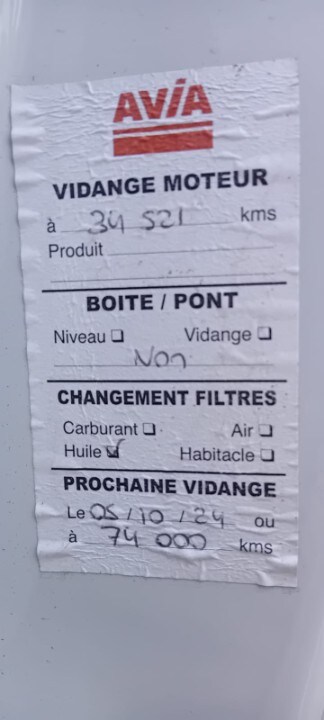 AVIA
VIDANGE MOTEUR
à 34 521 kms
Produit
BOITE / PONT
Niveau ❑ Vidange ❑
Non
CHANGEMENT FILTRES
Carburant ❑ Air ❑
Huile ☑ Habitacle ❑
PROCHAINE VIDANGE
Le 05/10/24 ou
à 74 000 kms